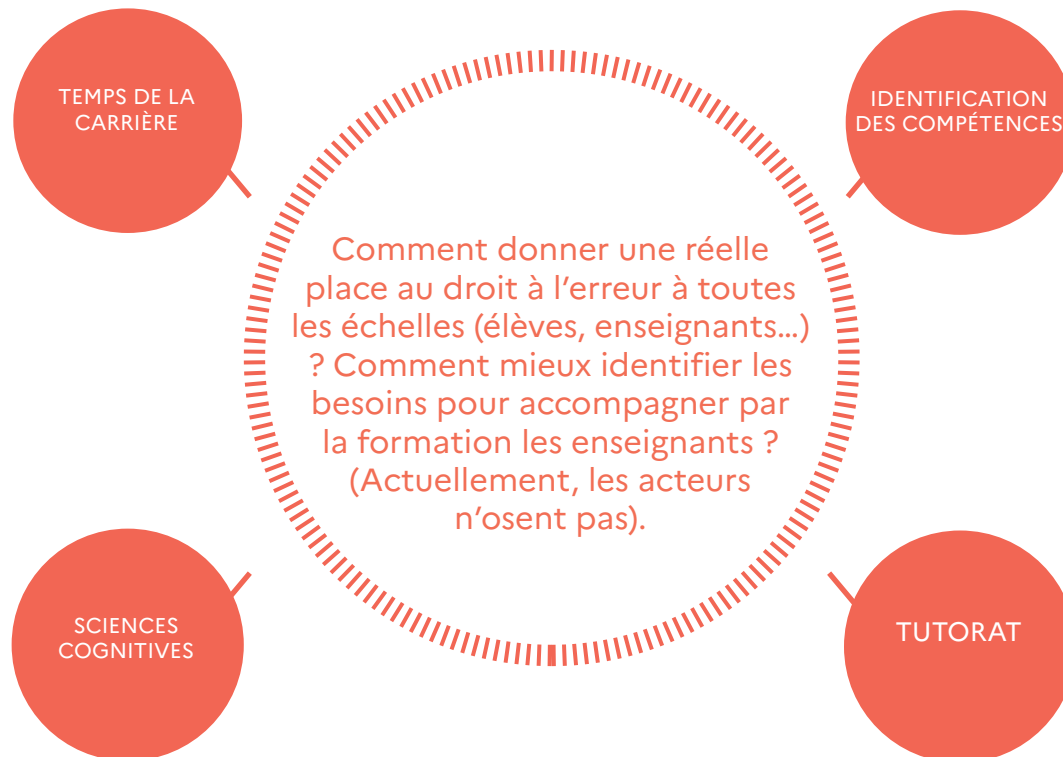 TEMPS DE LA
CARRIÈRE
IDENTIFICATION
DES COMPÉTENCES
Comment donner une réelle
place au droit à l’erreur à toutes
les échelles (élèves, enseignants…)
? Comment mieux identifier les
besoins pour accompagner par
la formation les enseignants ?
(Actuellement, les acteurs
n’osent pas).
SCIENCES
COGNITIVES
TUTORAT